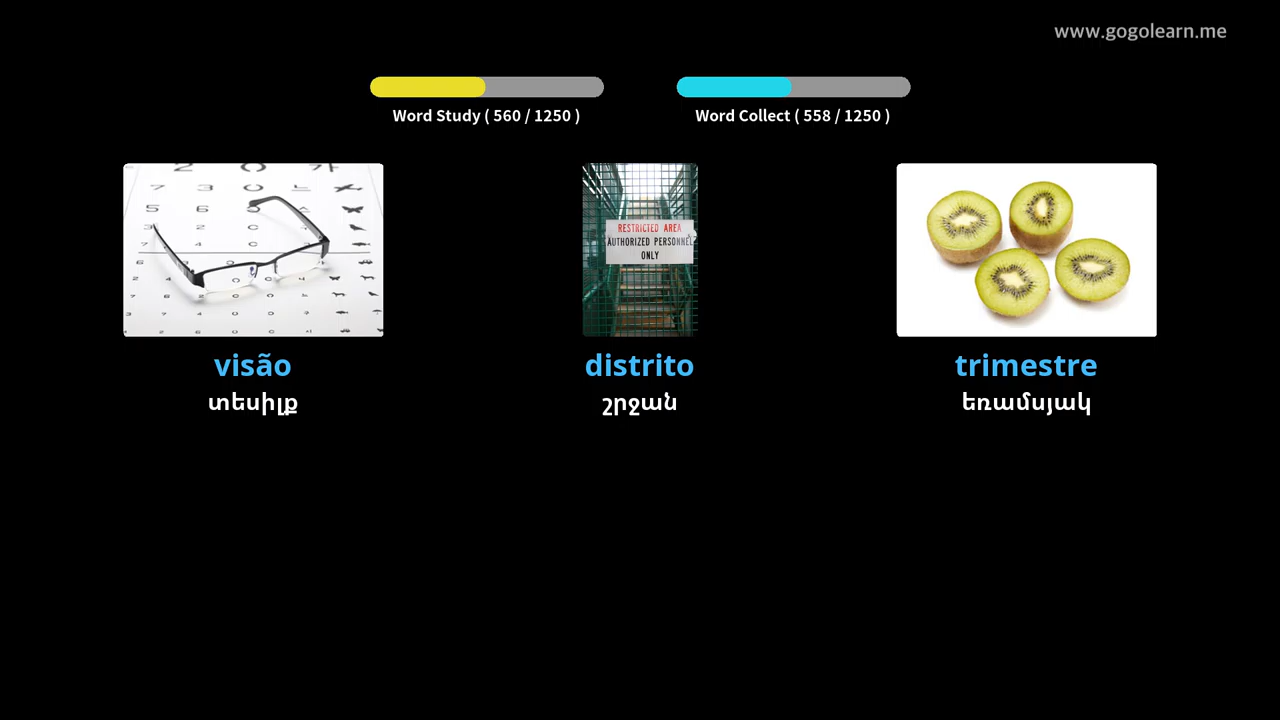 www.gogolearn.me
Word Study ( 560 / 1250 )
Word Collect ( 558 / 1250 )
RESTRICTED AREA
AUTHORIZED PERSONNEL
ONLY
visão
distrito
trimestre
տեսիլք
շրջան
եռամսյակ